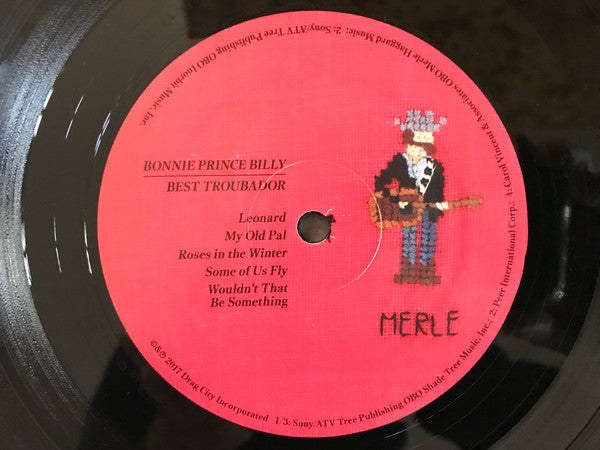 BONNIE PRINCE BILLY
BEST TROUBADOR
Leonard
My Old Pal
Roses in the Winter
Some of Us Fly
Wouldn't That
Be Something
MERLE
©&℗ 2017 Drag City Incorporated 1/3: Sony/ATV Tree Publishing OBO Shade Tree Music, Inc.; 2: Peer International Corp.; 4: Carol Vincent & Associates OBO Merle Haggard Music; 2: Sony/ATV Tree Publishing OBO Inorbit Music, Inc.